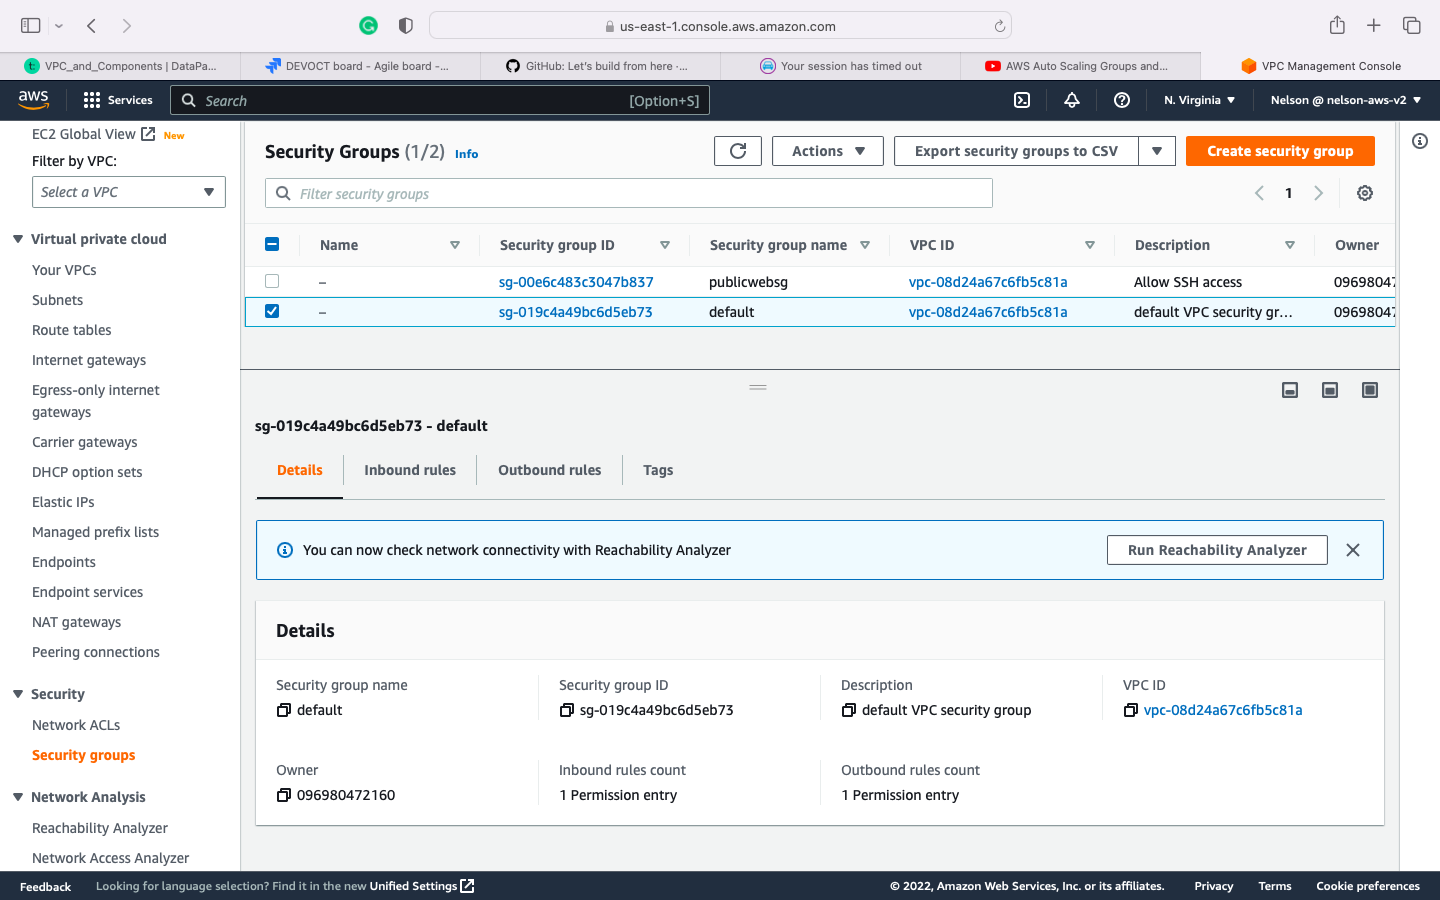 us-east-1.console.aws.amazon.com
VPC_and_Components | DataPa...
DEVOCT board - Agile board -...
GitHub: Let's build from here ·...
Your session has timed out
AWS Auto Scaling Groups and...
VPC Management Console
aws
Services
Search
[Option+S]
N. Virginia
Nelson @ nelson-aws-v2
EC2 Global View New
Filter by VPC:
Select a VPC
Virtual private cloud
Your VPCs
Subnets
Route tables
Internet gateways
Egress-only internet
gateways
Carrier gateways
DHCP option sets
Elastic IPs
Managed prefix lists
Endpoints
Endpoint services
NAT gateways
Peering connections
Security
Network ACLs
Security groups
Network Analysis
Reachability Analyzer
Network Access Analyzer
Security Groups (1/2) Info
Actions
Export security groups to CSV
Create security group
Filter security groups
1
Name Security group ID Security group name VPC ID Description Owner
– sg-00e6c483c3047b837 publicwebsg vpc-08d24a67c6fb5c81a Allow SSH access 0969804
– sg-019c4a49bc6d5eb73 default vpc-08d24a67c6fb5c81a default VPC security gr... 0969804
sg-019c4a49bc6d5eb73 - default
Details Inbound rules Outbound rules Tags
You can now check network connectivity with Reachability Analyzer
Run Reachability Analyzer
Details
Security group name
default
Security group ID
sg-019c4a49bc6d5eb73
Description
default VPC security group
VPC ID
vpc-08d24a67c6fb5c81a
Owner
096980472160
Inbound rules count
1 Permission entry
Outbound rules count
1 Permission entry
Feedback
Looking for language selection? Find it in the new Unified Settings
© 2022, Amazon Web Services, Inc. or its affiliates.
Privacy
Terms
Cookie preferences